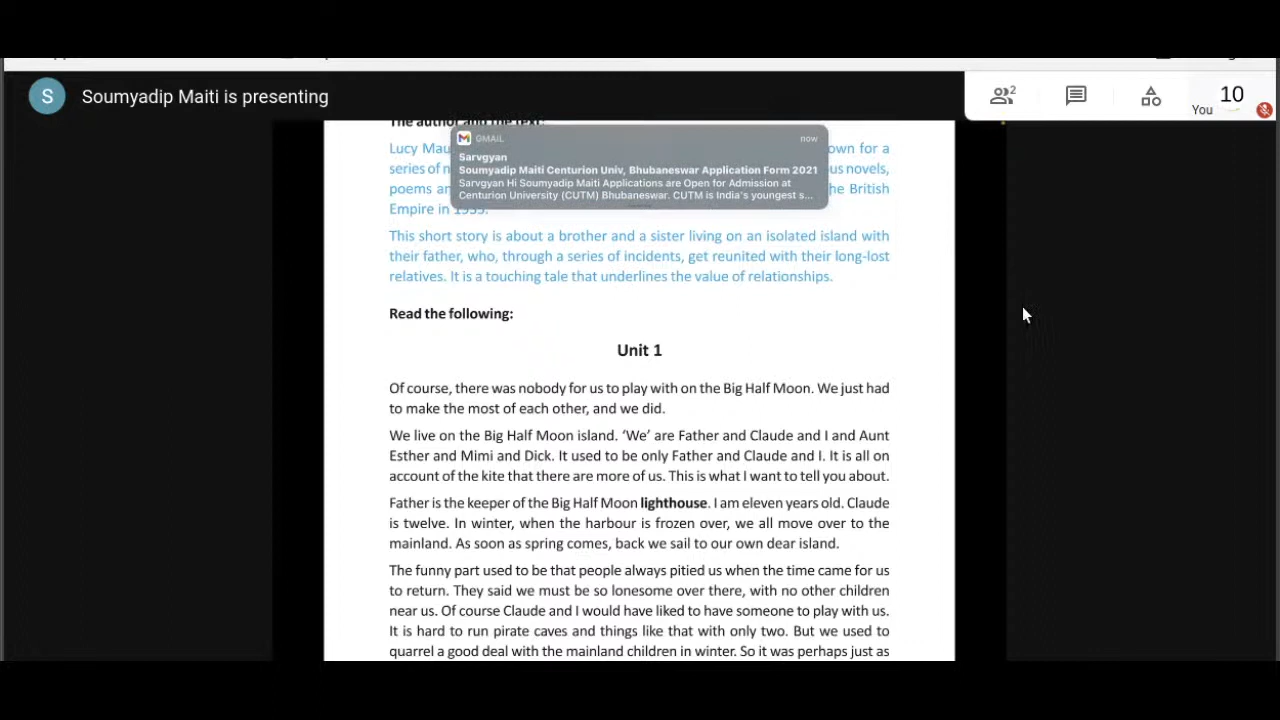 S
Soumyadip Maiti is presenting
2
10
You
The author and the text:
Lucy Mau
own for a
series of n
us novels,
poems an
he British
Empire in 1935.
GMAIL
now
Sarvgyan
Soumyadip Maiti Centurion Univ, Bhubaneswar Application Form 2021
Sarvgyan Hi Soumyadip Maiti Applications are Open for Admission at
Centurion University (CUTM) Bhubaneswar. CUTM is India's youngest s...
This short story is about a brother and a sister living on an isolated island with
their father, who, through a series of incidents, get reunited with their long-lost
relatives. It is a touching tale that underlines the value of relationships.
Read the following:
Unit 1
Of course, there was nobody for us to play with on the Big Half Moon. We just had
to make the most of each other, and we did.
We live on the Big Half Moon island. ‘We’ are Father and Claude and I and Aunt
Esther and Mimi and Dick. It used to be only Father and Claude and I. It is all on
account of the kite that there are more of us. This is what I want to tell you about.
Father is the keeper of the Big Half Moon lighthouse. I am eleven years old. Claude
is twelve. In winter, when the harbour is frozen over, we all move over to the
mainland. As soon as spring comes, back we sail to our own dear island.
The funny part used to be that people always pitied us when the time came for us
to return. They said we must be so lonesome over there, with no other children
near us. Of course Claude and I would have liked to have someone to play with us.
It is hard to run pirate caves and things like that with only two. But we used to
quarrel a good deal with the mainland children in winter. So it was perhaps just as